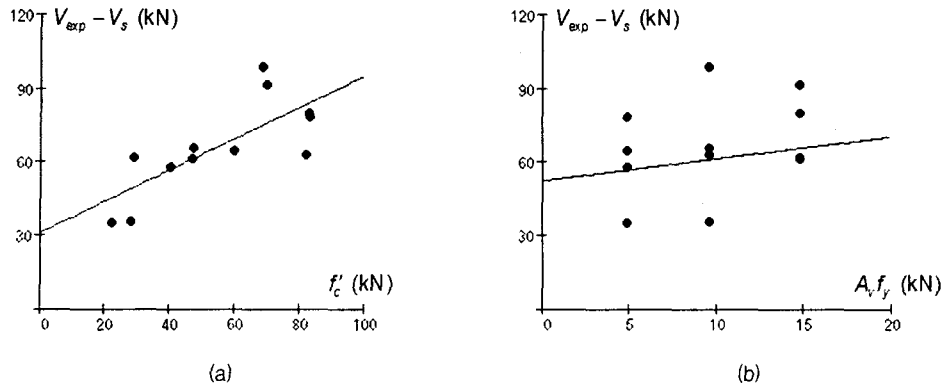 V_exp – V_s (kN)
120
90
60
30
0 20 40 60 80 100
f'_c (kN)
(a)
V_exp – V_s (kN)
120
90
60
30
0 5 10 15 20
A_v f_y (kN)
(b)